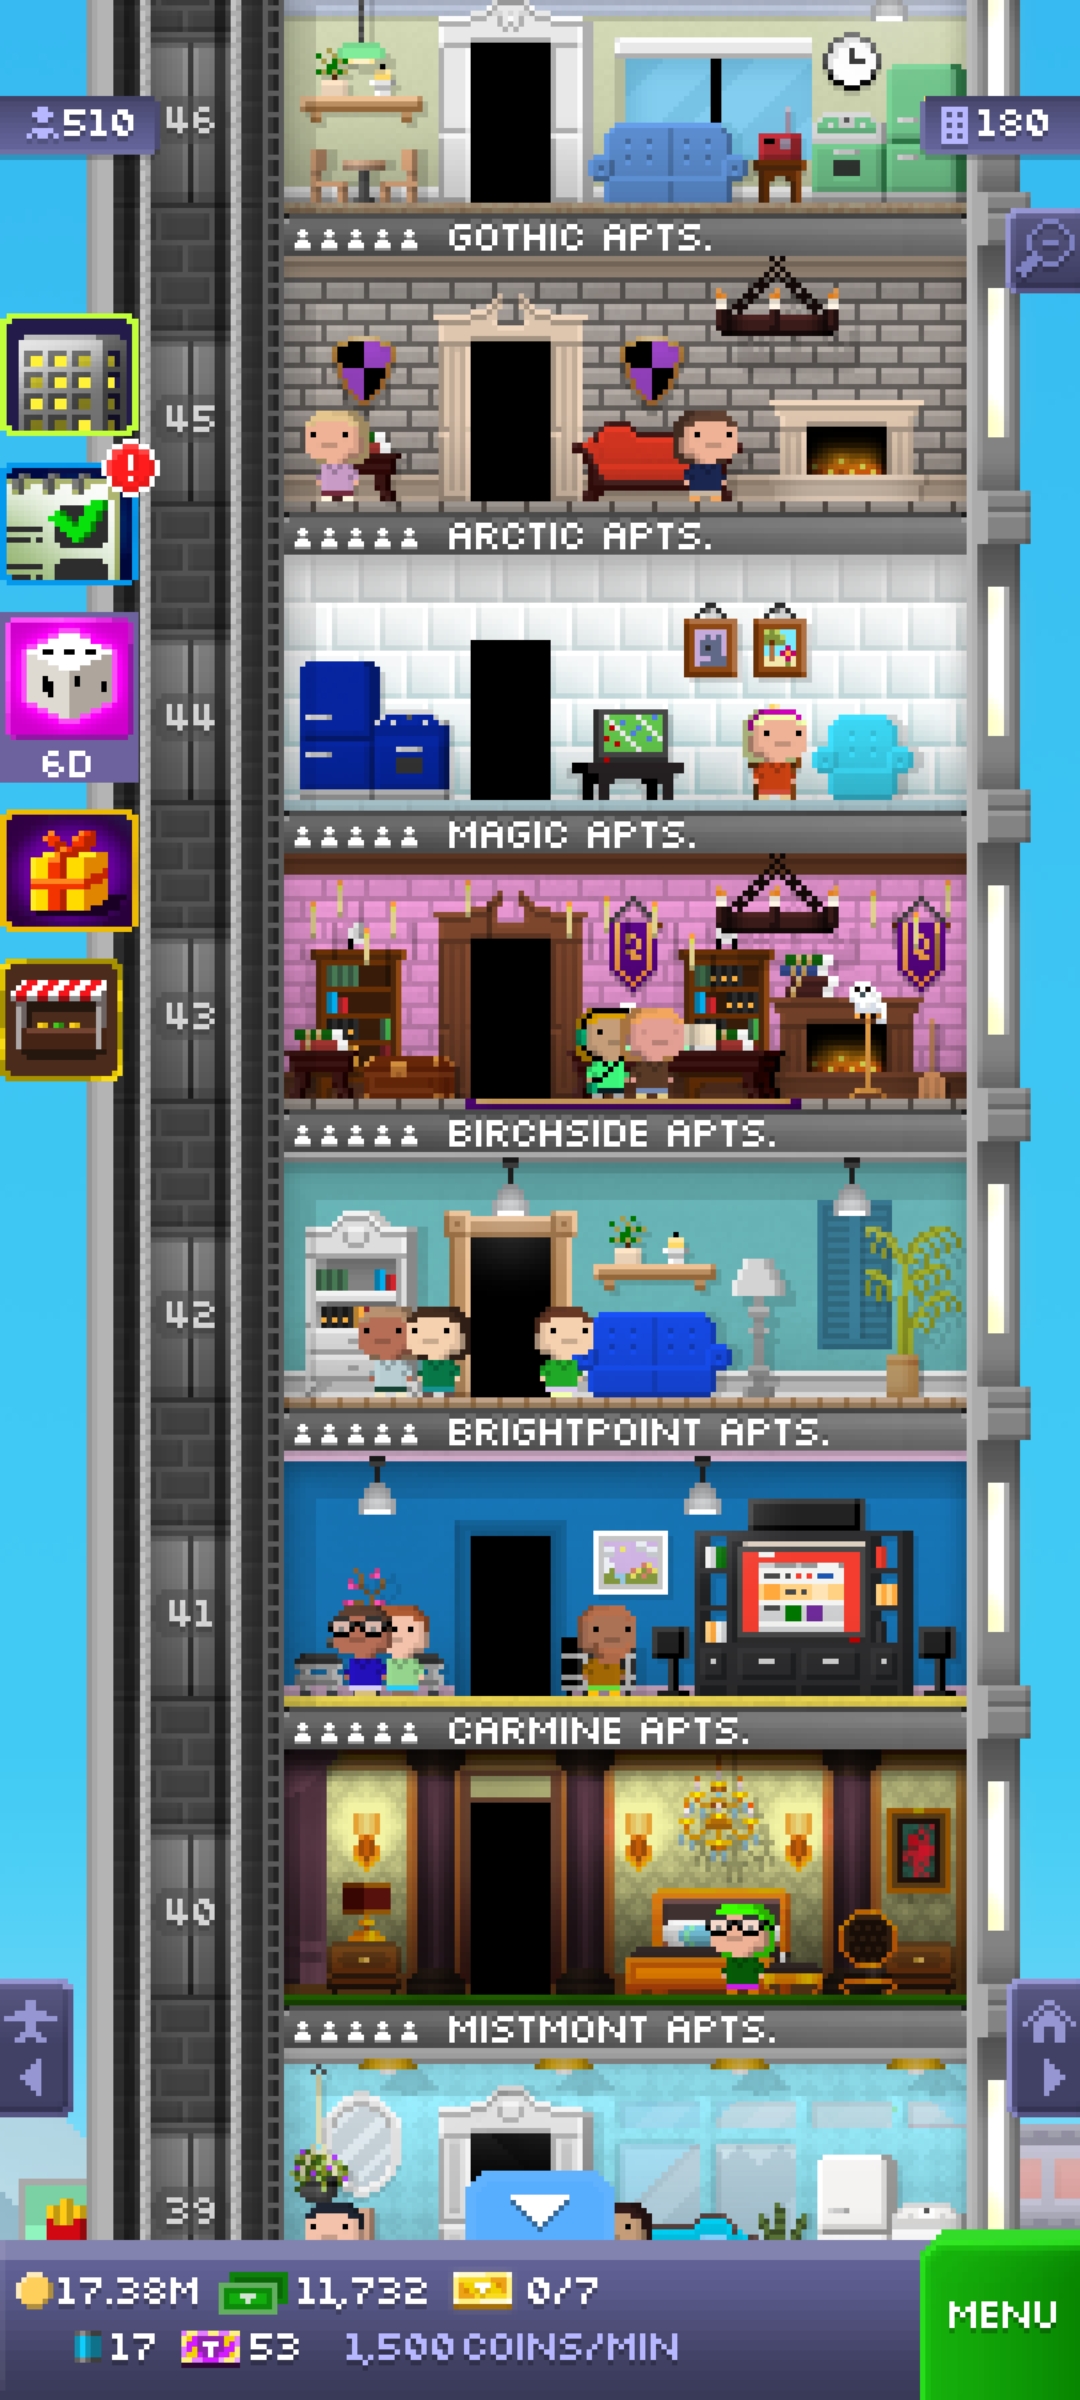 46
510
180
GOTHIC APTS.
45
ARCTIC APTS.
44
6D
MAGIC APTS.
43
BIRCHSIDE APTS.
42
BRIGHTPOINT APTS.
41
CARMINE APTS.
40
MISTMONT APTS.
39
17.38M 11,732 0/7
MENU
17 53 1,500 COINS/MIN